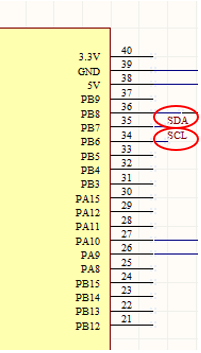 40
3.3V
39
GND
38
5V
37
PB9
36
PB8
35 SDA
PB7
34 SCL
PB6
33
PB5
32
PB4
31
PB3
30
PA15
29
PA12
28
PA11
27
PA10
26
PA9
25
PA8
24
PB15
23
PB14
22
PB13
21
PB12